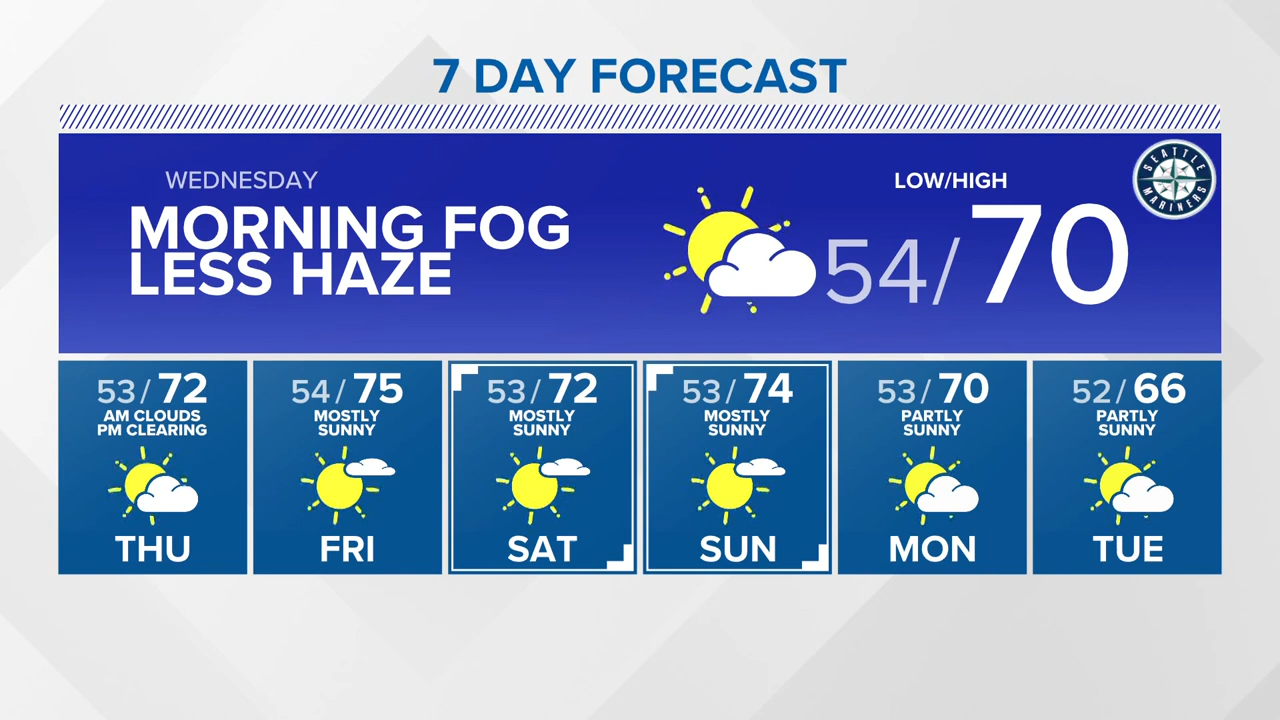 7 DAY FORECAST
WEDNESDAY
MORNING FOG
LESS HAZE
LOW/HIGH
54/70
SEATTLE
MARINERS
53/72
AM CLOUDS
PM CLEARING
THU
54/75
MOSTLY
SUNNY
FRI
53/72
MOSTLY
SUNNY
SAT
53/74
MOSTLY
SUNNY
SUN
53/70
PARTLY
SUNNY
MON
52/66
PARTLY
SUNNY
TUE